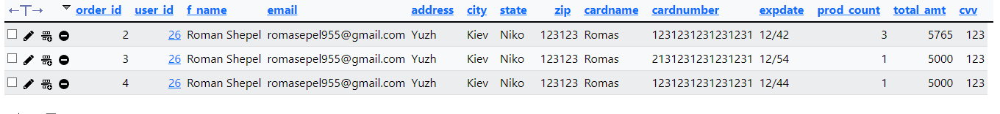 order_id user_id f_name email address city state zip cardname cardnumber expdate prod_count total_amt cvv
2 26 Roman Shepel romasepel955@gmail.com Yuzh Kiev Niko 123123 Romas 1231231231231231 12/42 3 5765 123
3 26 Roman Shepel romasepel955@gmail.com Yuzh Kiev Niko 123123 Romas 2131231231231231 12/54 1 5000 123
4 26 Roman Shepel romasepel955@gmail.com Yuzh Kiev Niko 123123 Romas 1231231231231231 12/44 1 5000 123